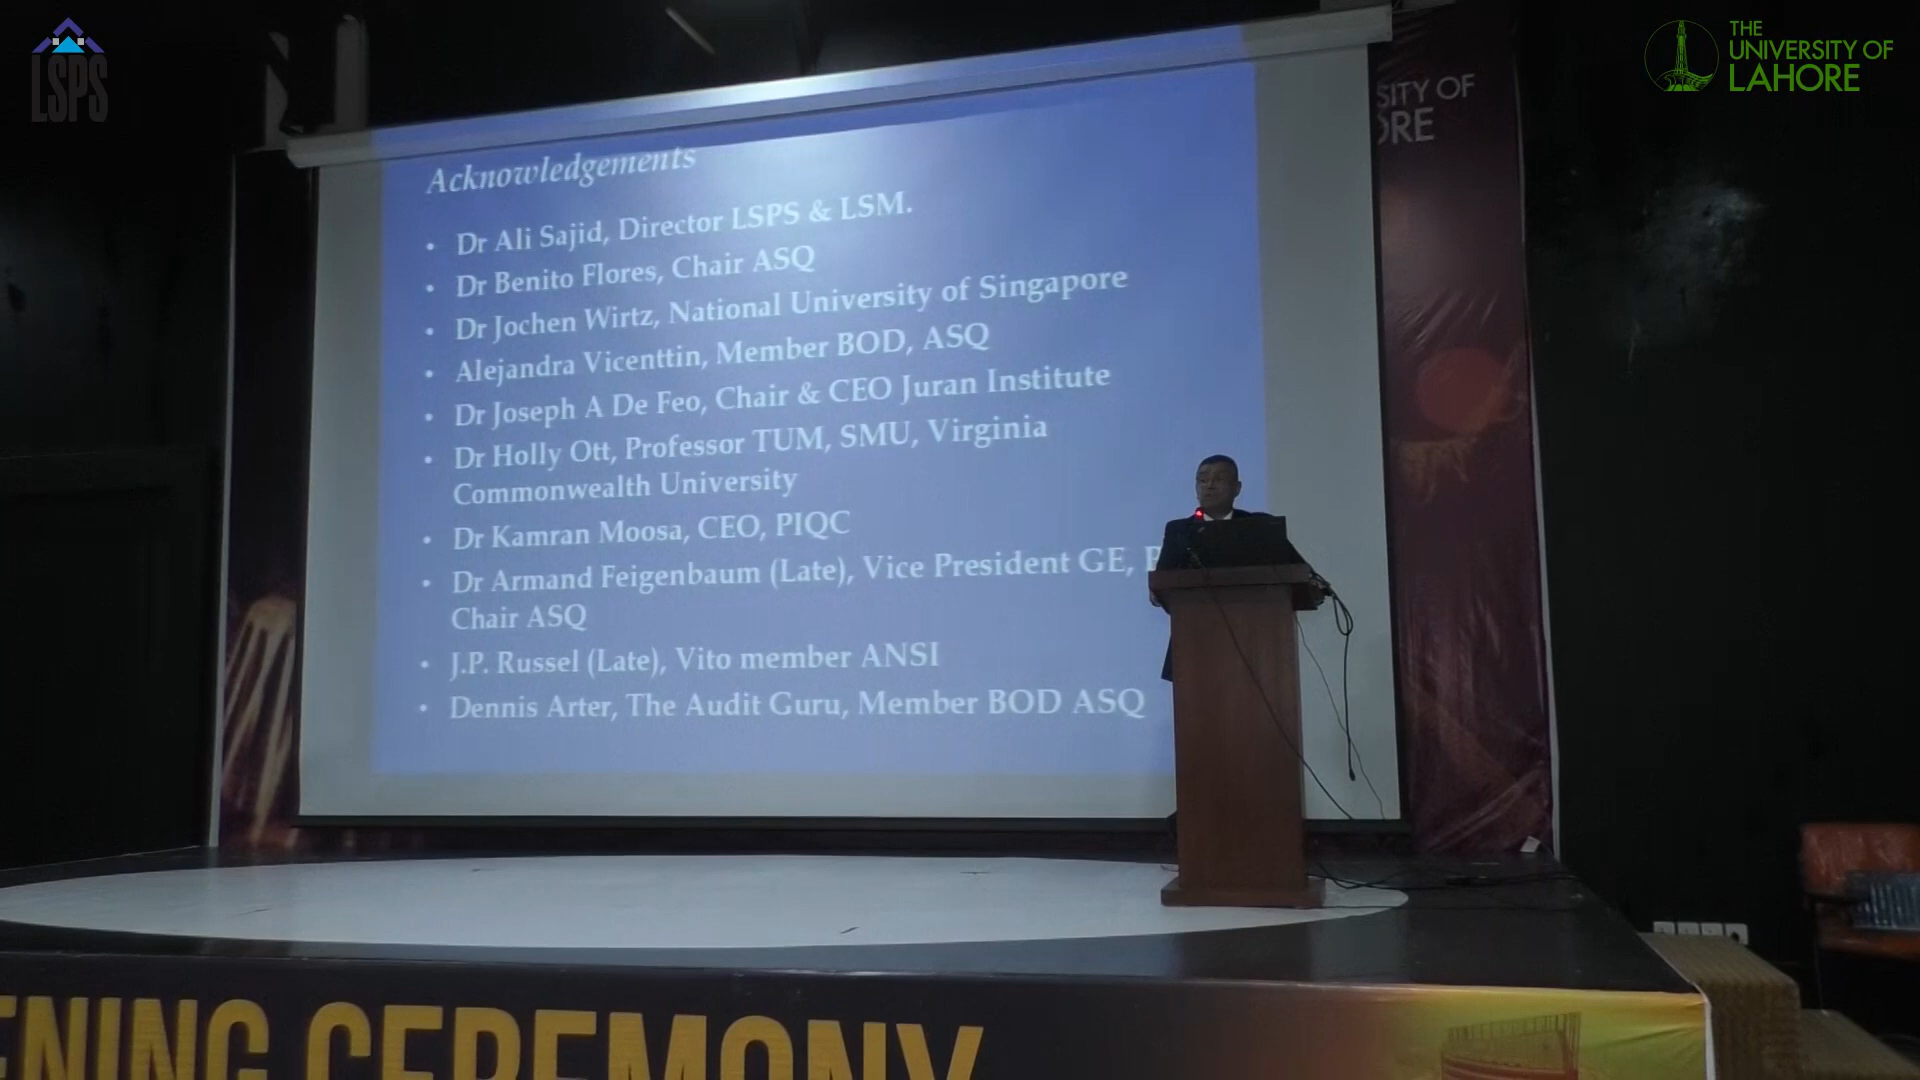 LSPS
THE
UNIVERSITY OF
LAHORE
SITY OF
ORE
Acknowledgements
• Dr Ali Sajid, Director LSPS & LSM.
• Dr Benito Flores, Chair ASQ
• Dr Jochen Wirtz, National University of Singapore
• Alejandra Vicenttin, Member BOD, ASQ
• Dr Joseph A De Feo, Chair & CEO Juran Institute
• Dr Holly Ott, Professor TUM, SMU, Virginia
Commonwealth University
• Dr Kamran Moosa, CEO, PIQC
• Dr Armand Feigenbaum (Late), Vice President GE,
Chair ASQ
• J.P. Russel (Late), Vito member ANSI
• Dennis Arter, The Audit Guru, Member BOD ASQ
ENING CEREMONY